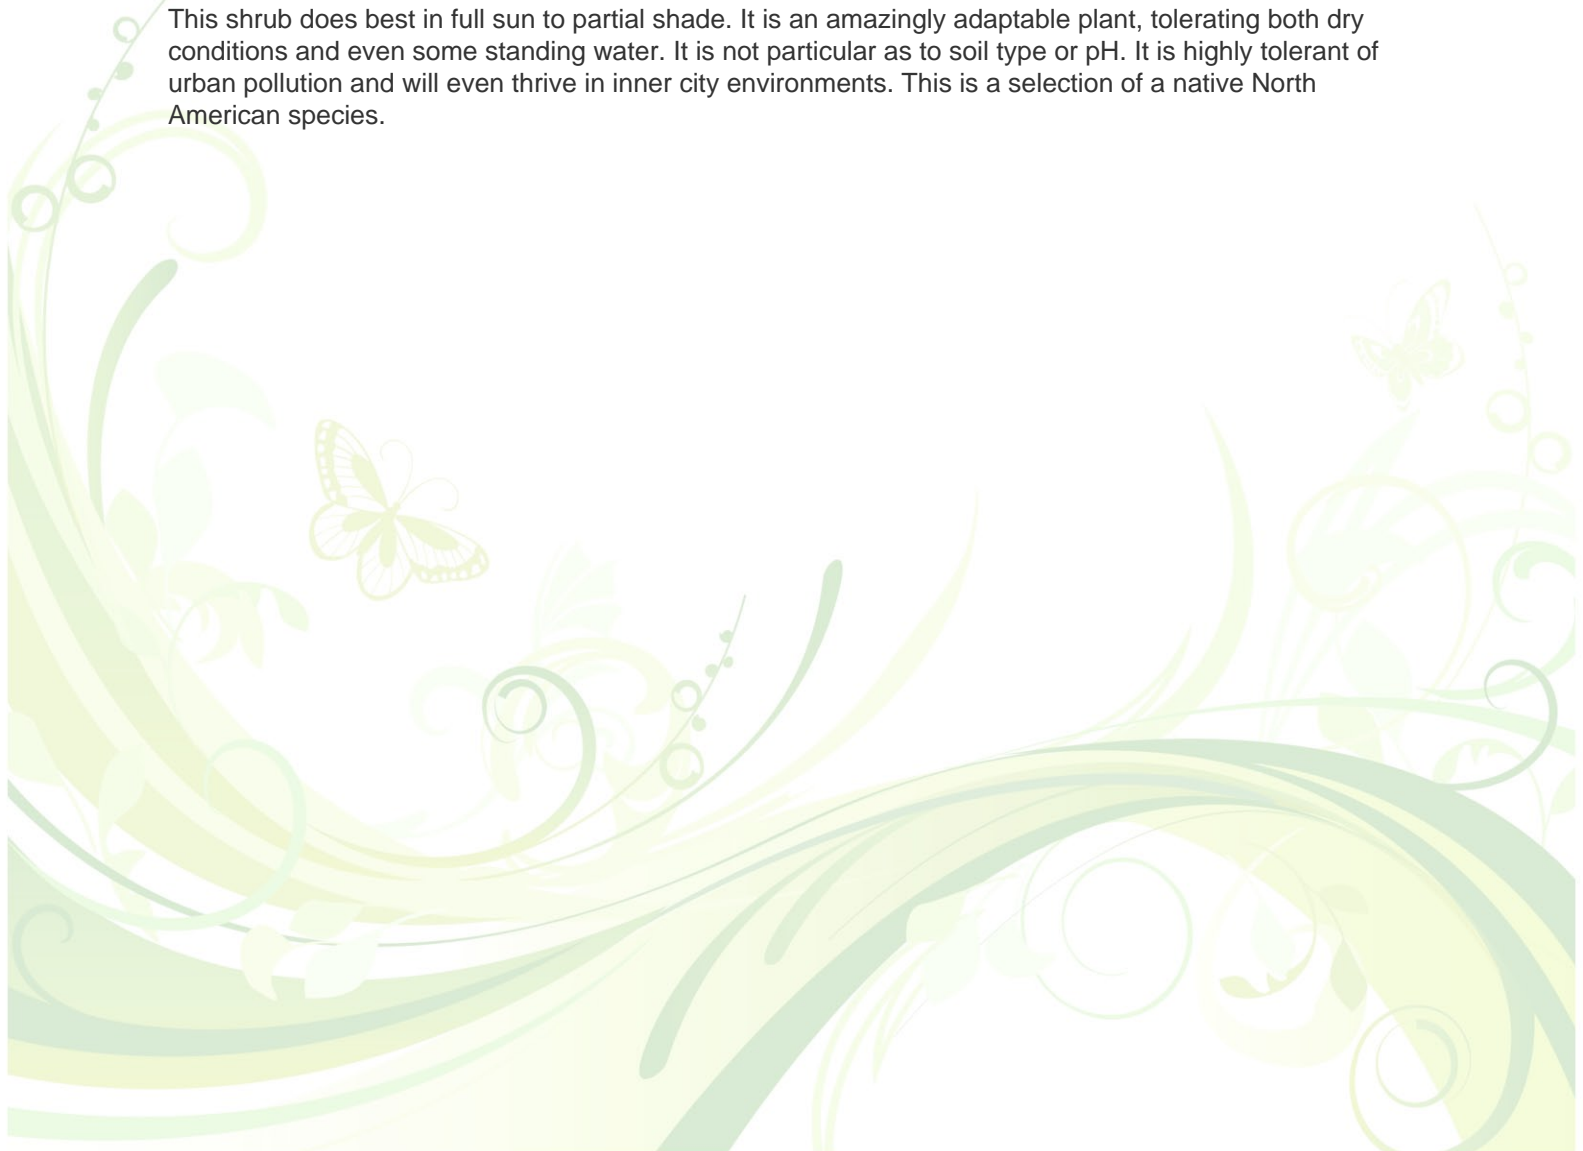 This shrub does best in full sun to partial shade. It is an amazingly adaptable plant, tolerating both dry
conditions and even some standing water. It is not particular as to soil type or pH. It is highly tolerant of
urban pollution and will even thrive in inner city environments. This is a selection of a native North
American species.